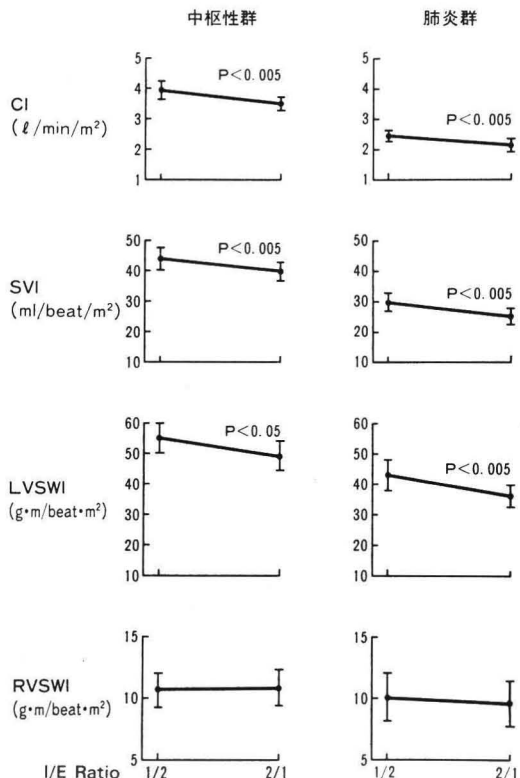 中枢性群 肺炎群
CI
(ℓ/min/m²)
5
4
3
2
1
P<0.005
5
4
3
2
1
P<0.005
SVI
(ml/beat/m²)
50
40
30
20
10
P<0.005
50
40
30
20
10
P<0.005
LVSWI
(g•m/beat•m²)
60
50
40
30
20
10
P<0.05
60
50
40
30
20
10
P<0.005
RVSWI
(g•m/beat•m²)
15
10
5
15
10
5
I/E Ratio 1/2 2/1 1/2 2/1